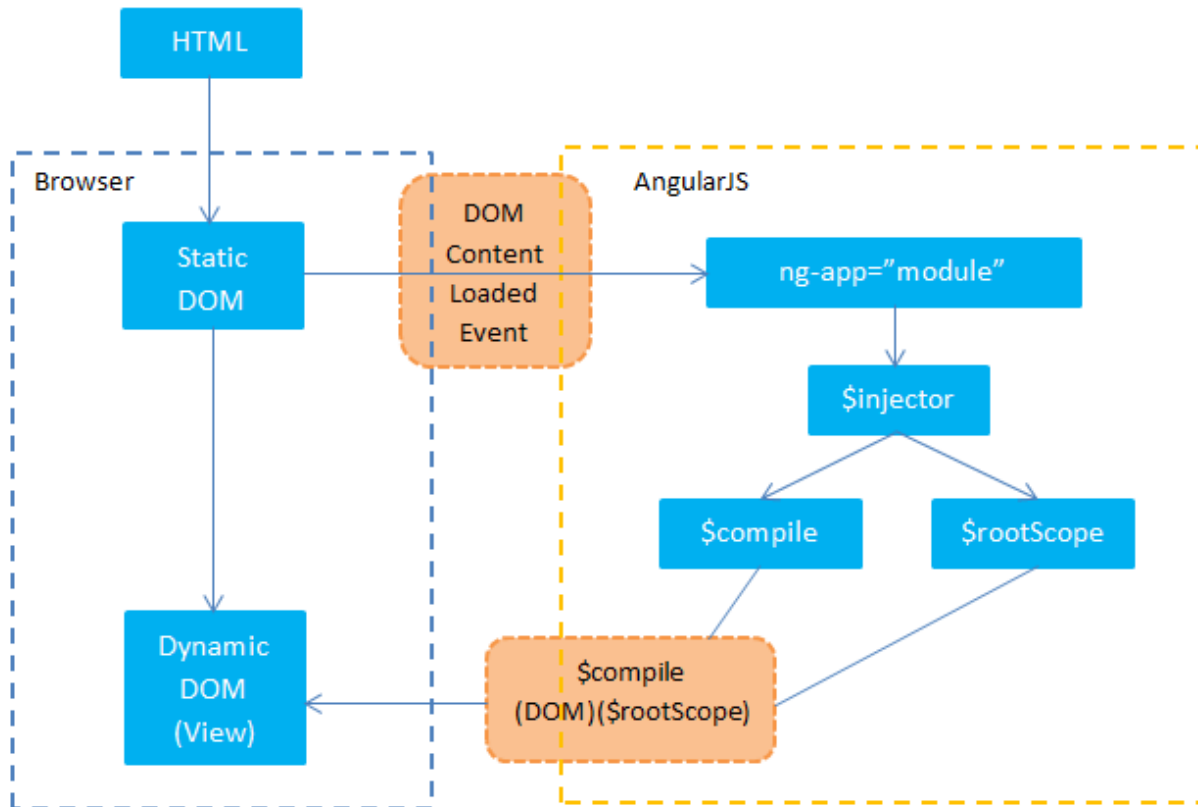 HTML
Browser
AngularJS
DOM
Content
Loaded
Event
Static
DOM
ng-app=”module”
$injector
$compile
$rootScope
$compile
(DOM)($rootScope)
Dynamic
DOM
(View)